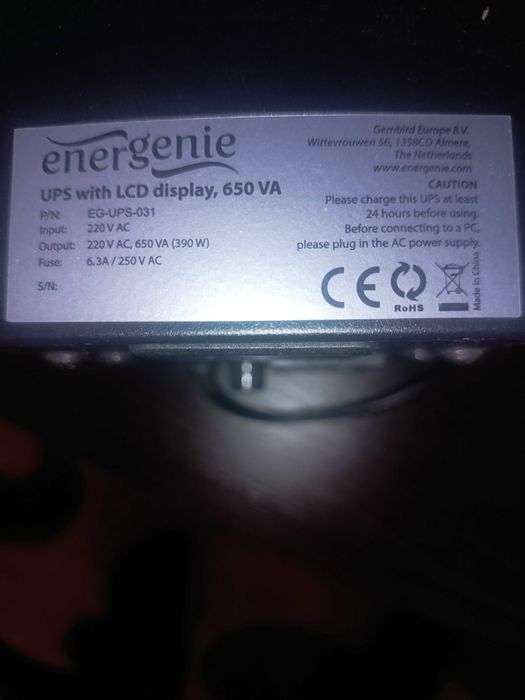 energenie
UPS with LCD display, 650 VA
P/N: EG-UPS-031
Input: 220 V AC
Output: 220 V AC, 650 VA (390 W)
Fuse: 6.3A / 250 V AC
S/N:
Gembird Europe B.V.
Wittevrouwen 56, 1358CD Almere,
The Netherlands
www.energenie.com
CAUTION
Please charge this UPS at least
24 hours before using.
Before connecting to a PC,
please plug in the AC power supply.
CE
RoHS
Made in China